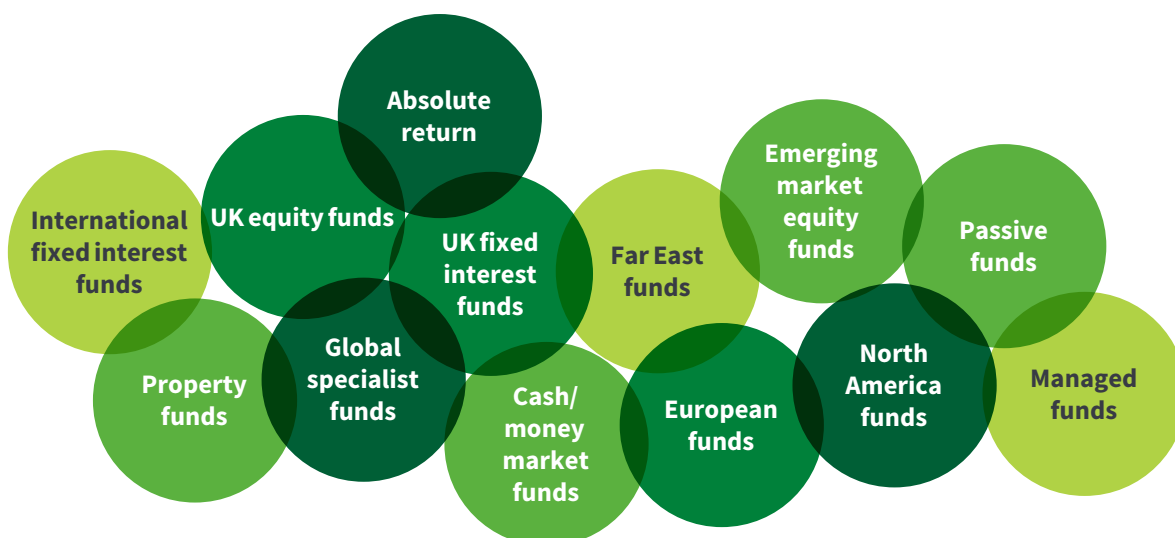 Absolute
return
International
fixed interest
funds
UK equity funds
UK fixed
interest
funds
Far East
funds
Emerging
market
equity
funds
Passive
funds
Property
funds
Global
specialist
funds
Cash/
money
market
funds
European
funds
North
America
funds
Managed
funds